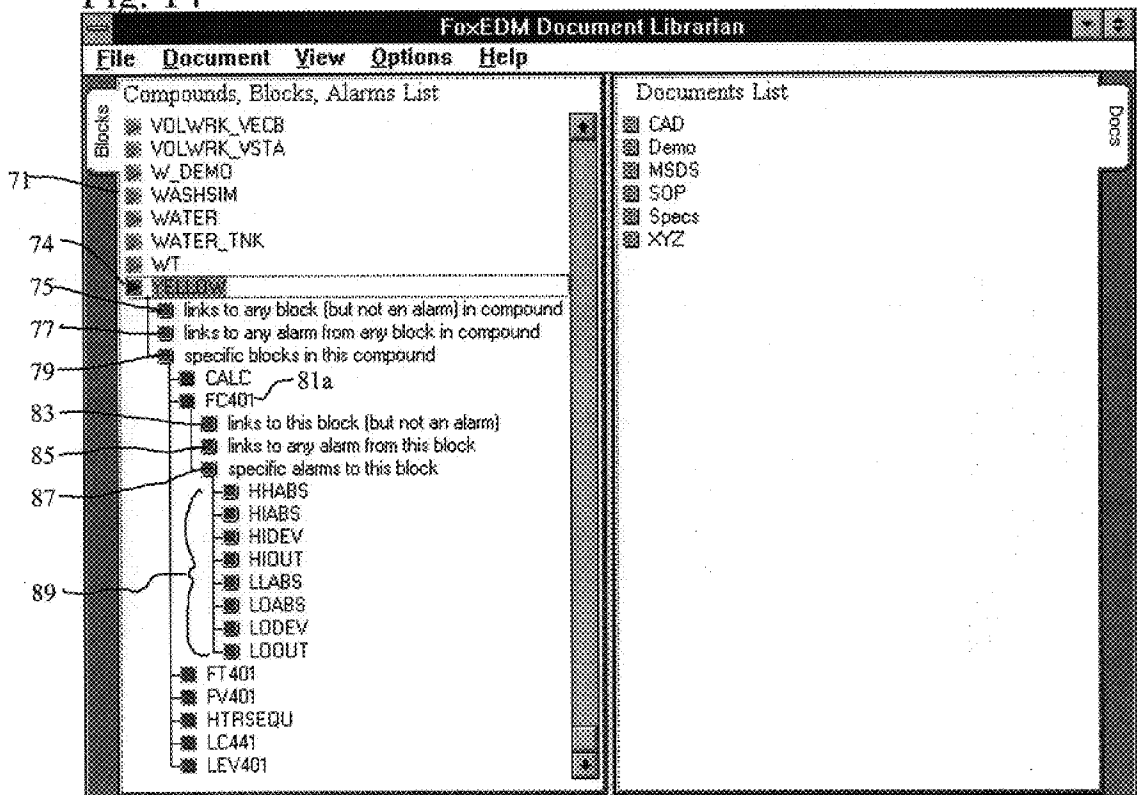 FoxEDM Document Librarian
File Document View Options Help
Blocks
Compounds, Blocks, Alarms List
VOLWRK_VECB
VOLWRK_VSTA
W_DEMO
71
WASHSIM
WATER
74
WATER_TNK
WT
75
YELLOW
links to any block (but not an alarm) in compound
77
links to any alarm from any block in compound
79
specific blocks in this compound
CALC
FC401
81a
83
links to this block (but not an alarm)
85
links to any alarm from this block
87
specific alarms to this block
HHABS
HIABS
HIDEV
HIOUT
89
LLABS
LOABS
LODEV
LOOUT
FT401
FV401
HTRSEQU
LC441
LEV401
Documents List
Docs
CAD
Demo
MSDS
SOP
Specs
XYZ